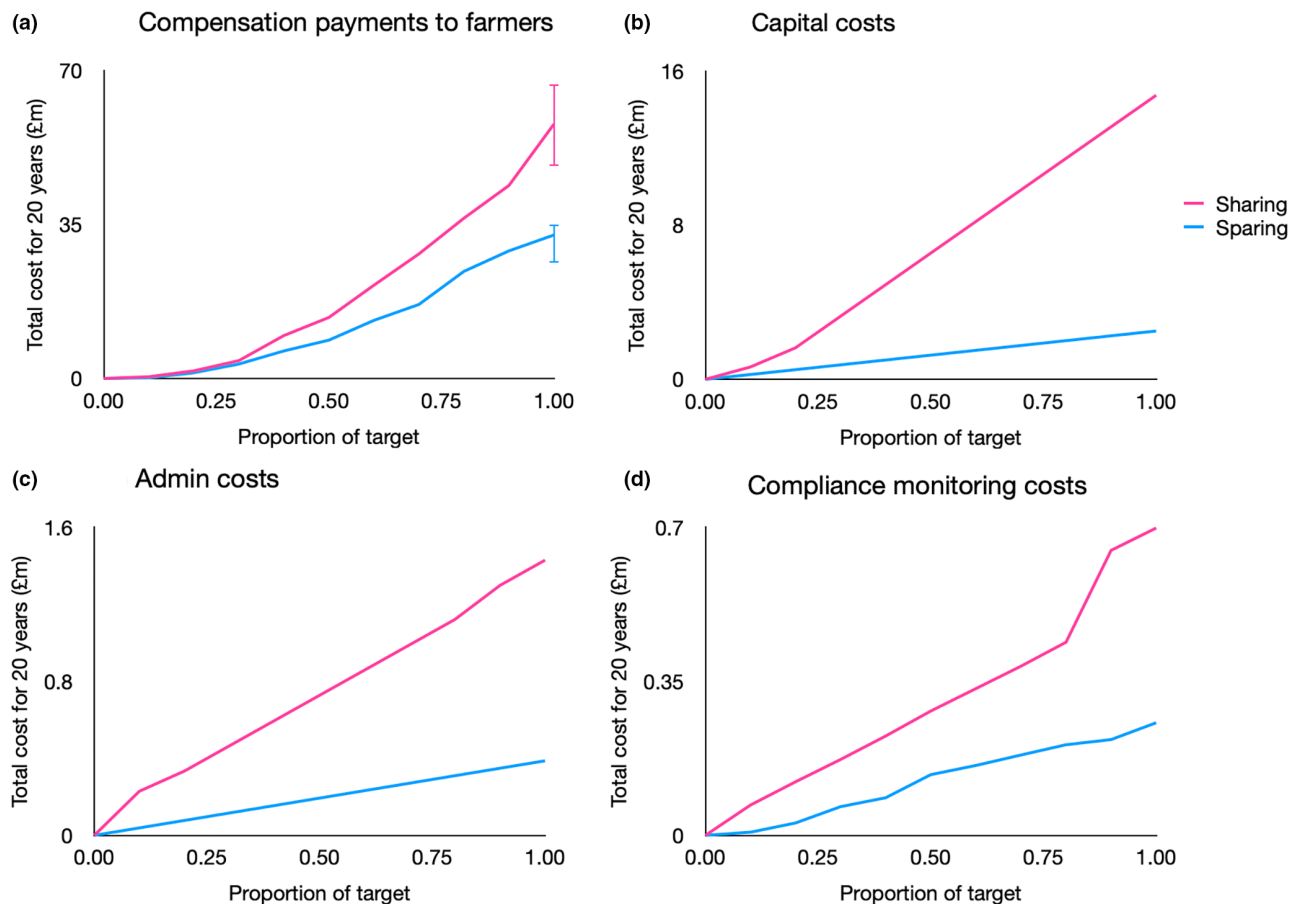 (a) Compensation payments to farmers
70
35
0
Total cost for 20 years (£m)
0.00 0.25 0.50 0.75 1.00
Proportion of target
(b) Capital costs
16
8
0
Total cost for 20 years (£m)
0.00 0.25 0.50 0.75 1.00
Proportion of target
Sharing
Sparing
(c) Admin costs
1.6
0.8
0
Total cost for 20 years (£m)
0.00 0.25 0.50 0.75 1.00
Proportion of target
(d) Compliance monitoring costs
0.7
0.35
0
Total cost for 20 years (£m)
0.00 0.25 0.50 0.75 1.00
Proportion of target